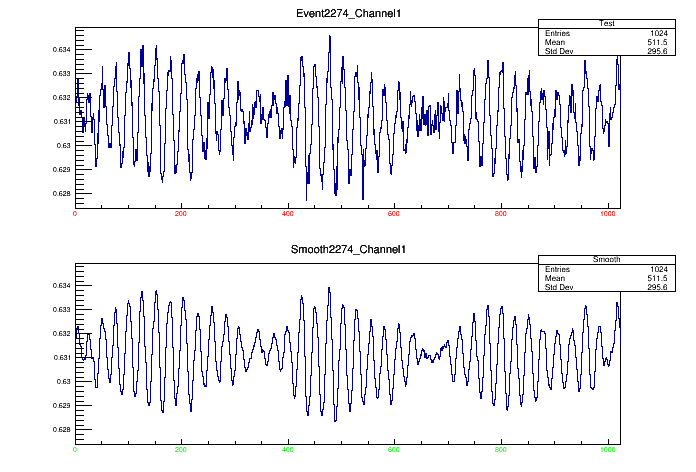 Event2274_Channel1
Test
Entries 1024
Mean 511.5
Std Dev 295.6
0.634
0.633
0.632
0.631
0.63
0.629
0.628
0 200 400 600 800 1000
Smooth2274_Channel1
Smooth
Entries 1024
Mean 511.5
Std Dev 295.6
0.634
0.633
0.632
0.631
0.63
0.629
0.628
0 200 400 600 800 1000